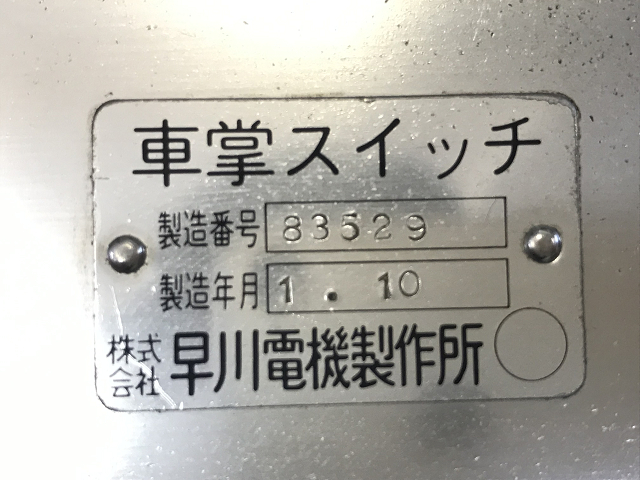 車掌スイッチ
製造番号 83529
製造年月 1.10
株式会社 早川電機製作所